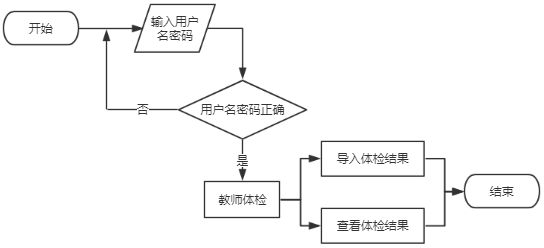 开始
输入用户
名密码
用户名密码正确
否
是
教师体检
导入体检结果
查看体检结果
结束